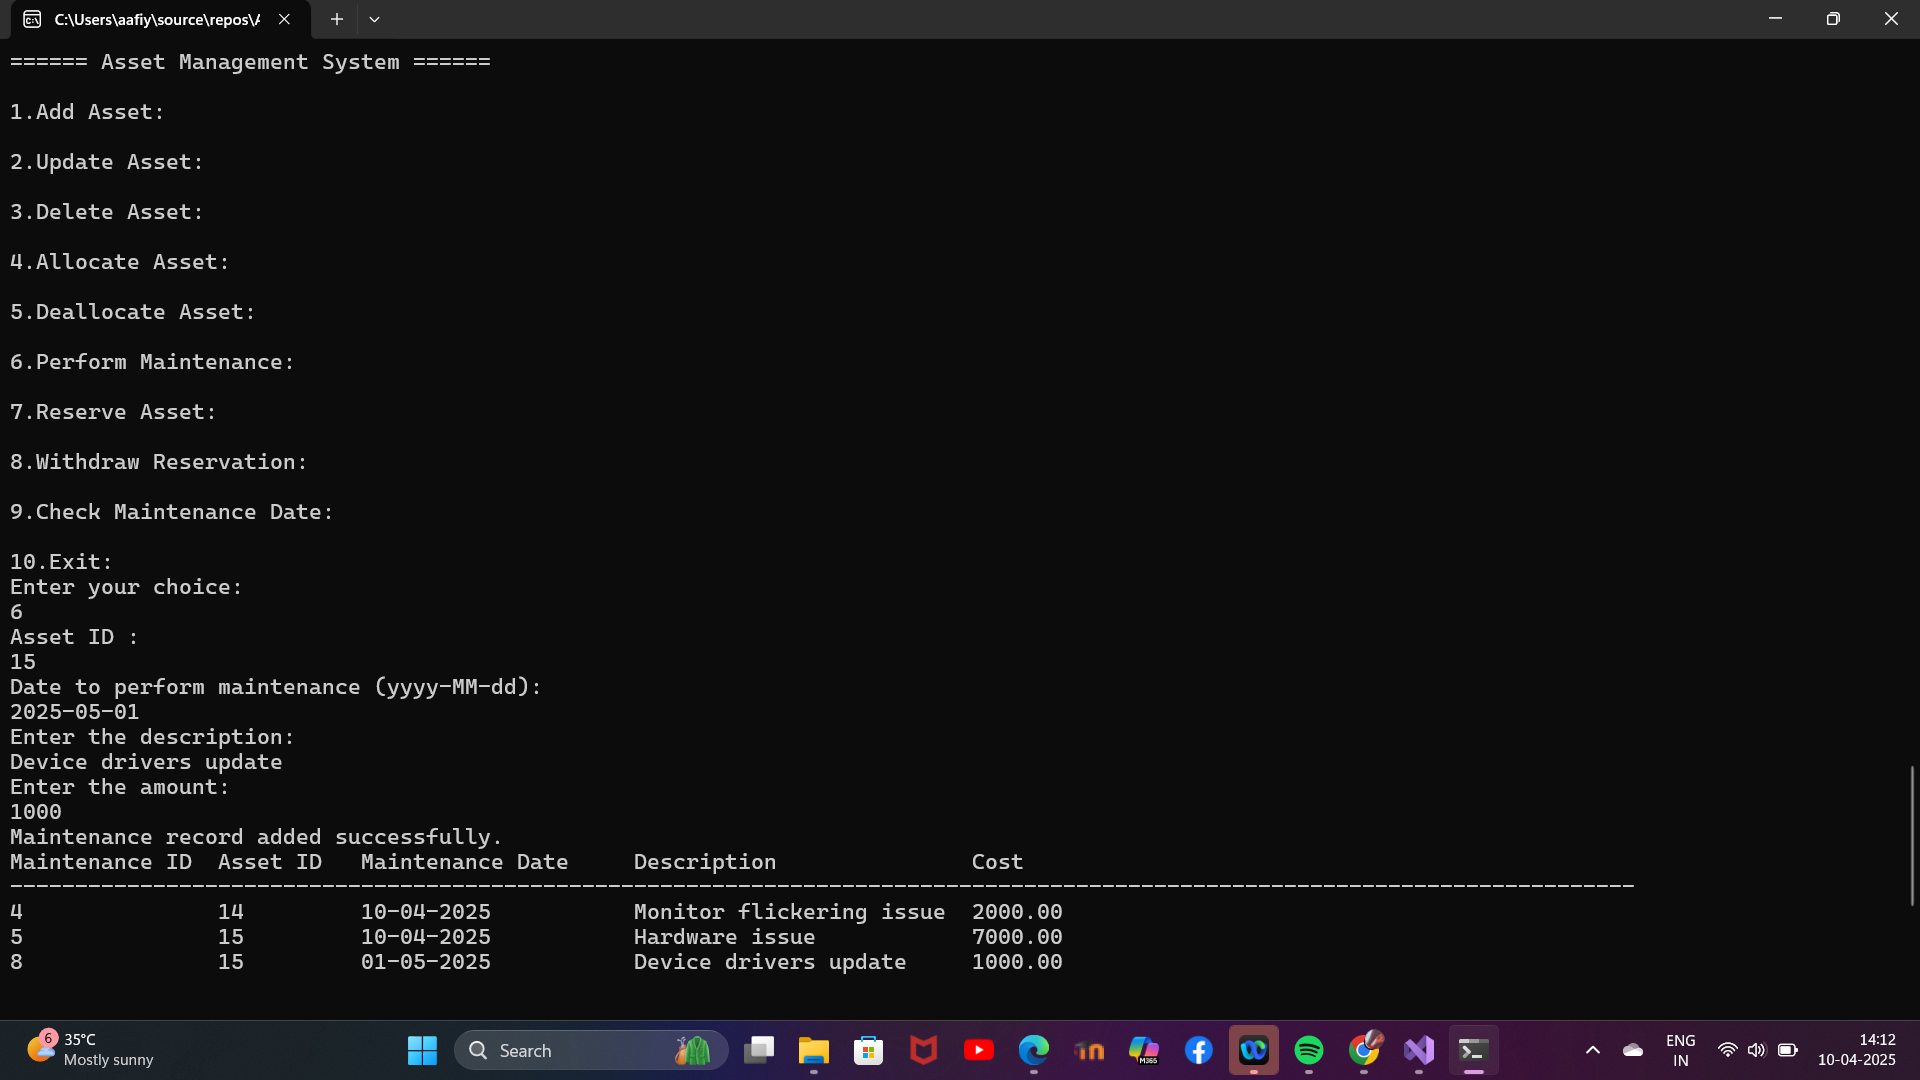 C:\Users\aafiy\source\repos\A
====== Asset Management System ======
1.Add Asset:
2.Update Asset:
3.Delete Asset:
4.Allocate Asset:
5.Deallocate Asset:
6.Perform Maintenance:
7.Reserve Asset:
8.Withdraw Reservation:
9.Check Maintenance Date:
10.Exit:
Enter your choice:
6
Asset ID :
15
Date to perform maintenance (yyyy-MM-dd):
2025-05-01
Enter the description:
Device drivers update
Enter the amount:
1000
Maintenance record added successfully.
Maintenance ID  Asset ID   Maintenance Date     Description               Cost
-----------------------------------------------------------------------------------------------------------------------------
4               14         10-04-2025           Monitor flickering issue  2000.00
5               15         10-04-2025           Hardware issue            7000.00
8               15         01-05-2025           Device drivers update     1000.00
6
35°C
Mostly sunny
Search
M365
ENG
IN
14:12
10-04-2025